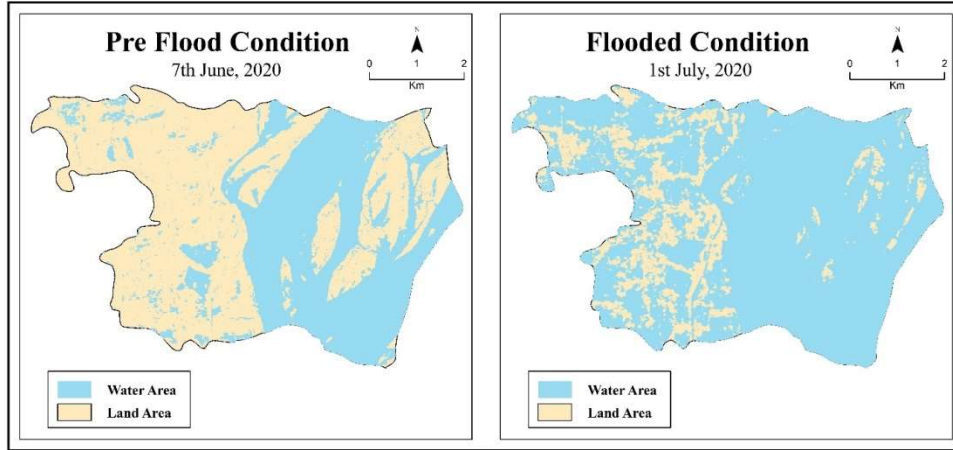 Pre Flood Condition
7th June, 2020
N
0 1 2
Km
Water Area
Land Area
Flooded Condition
1st July, 2020
N
0 1 2
Km
Water Area
Land Area